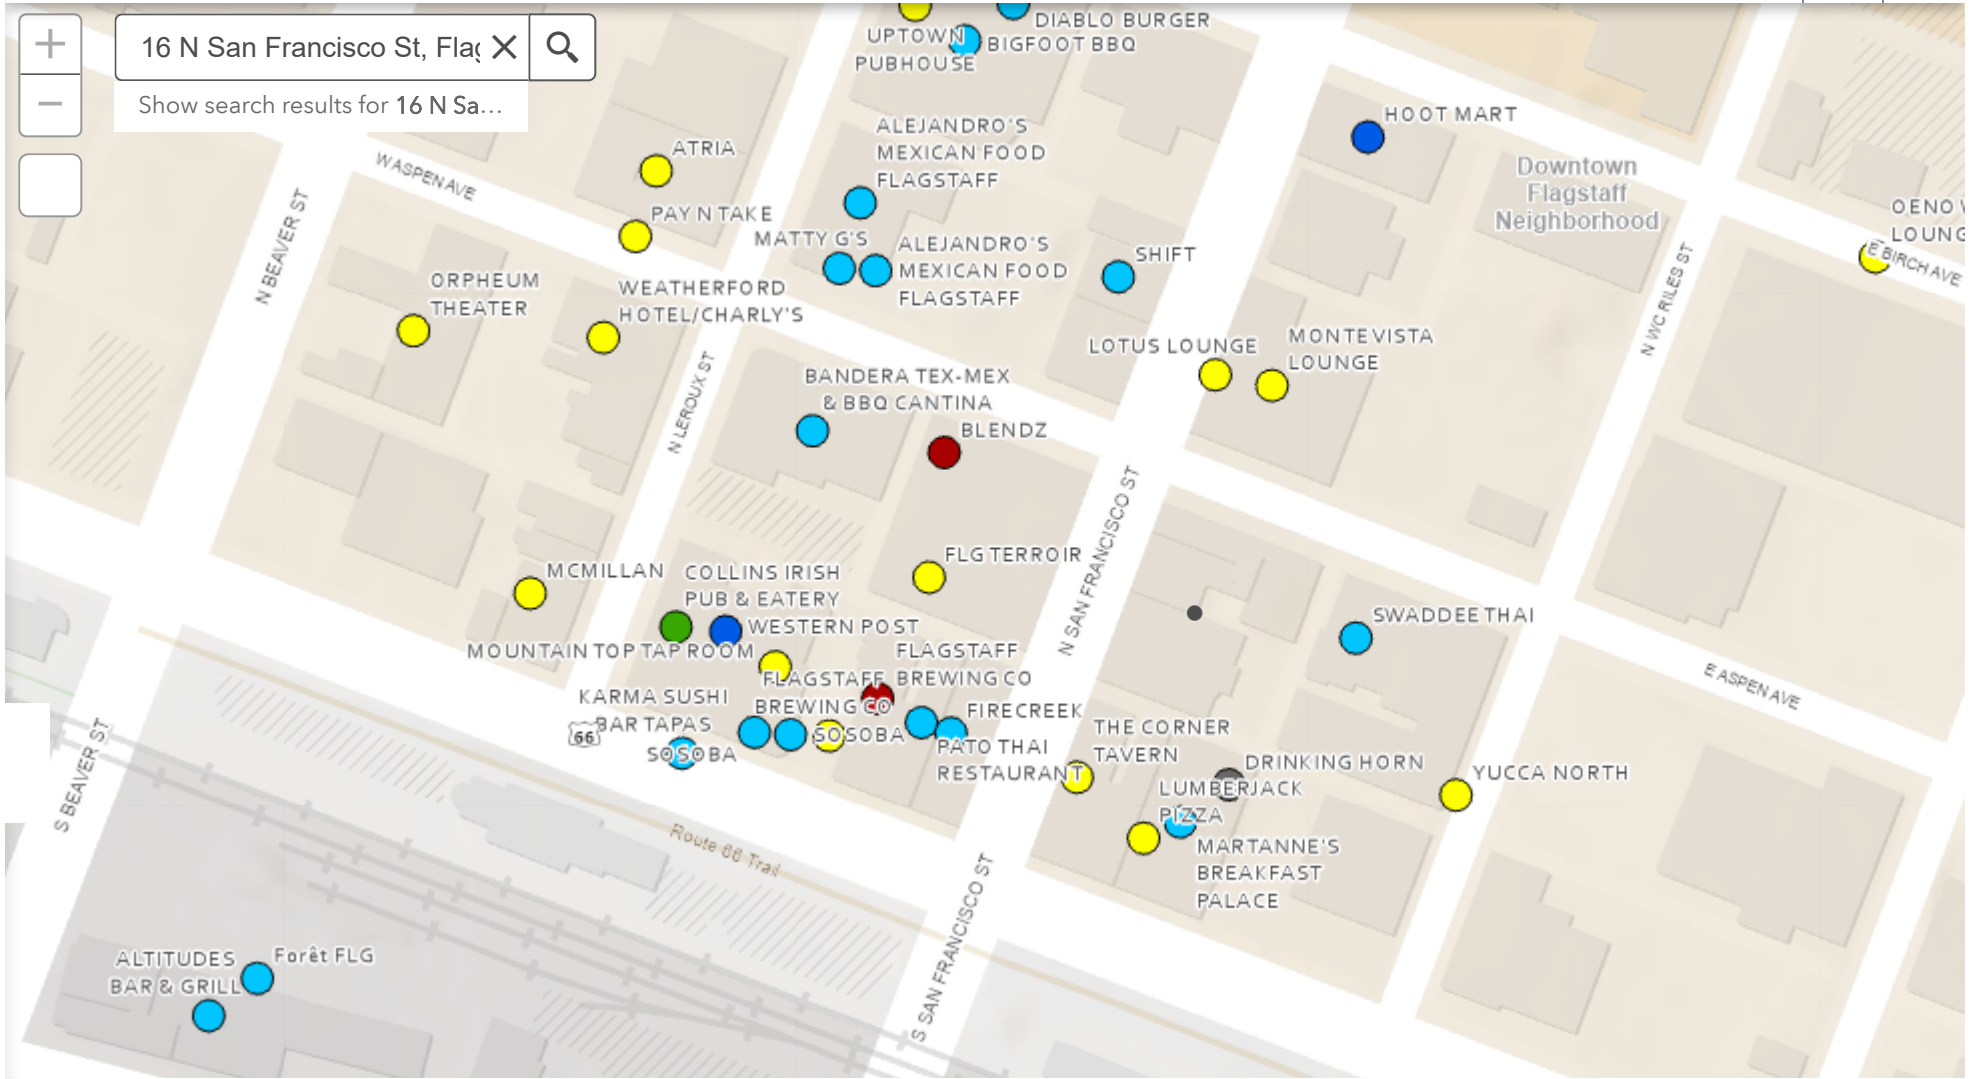 16 N San Francisco St, Flag
Show search results for 16 N Sa...
UPTOWN
PUBHOUSE
DIABLO BURGER
BIGFOOT BBQ
HOOT MART
ATRIA
ALEJANDRO'S
MEXICAN FOOD
FLAGSTAFF
Downtown
Flagstaff
Neighborhood
W ASPEN AVE
PAY N TAKE
MATTY G'S
ALEJANDRO'S
MEXICAN FOOD
FLAGSTAFF
SHIFT
OENO
LOUNG
E BIRCH AVE
N BEAVER ST
ORPHEUM
THEATER
WEATHERFORD
HOTEL/CHARLY'S
N WC RILES ST
LOTUS LOUNGE
MONTE VISTA
LOUNGE
N LEROUX ST
BANDERA TEX-MEX
& BBQ CANTINA
BLENDZ
N SAN FRANCISCO ST
FLG TERROIR
MCMILLAN
COLLINS IRISH
PUB & EATERY
WESTERN POST
MOUNTAIN TOP TAP ROOM
SWADDEE THAI
FLAGSTAFF
BREWING CO
FLAGSTAFF
BREWING CO
E ASPEN AVE
KARMA SUSHI
BAR TAPAS
66
SOSOBA
SOSOBA
FIRECREEK
PATO THAI
RESTAURANT
THE CORNER
TAVERN
DRINKING HORN
LUMBERJACK
PIZZA
YUCCA NORTH
MARTANNE'S
BREAKFAST
PALACE
S BEAVER ST
Route 66 Trail
S SAN FRANCISCO ST
ALTITUDES
BAR & GRILL
Forêt FLG